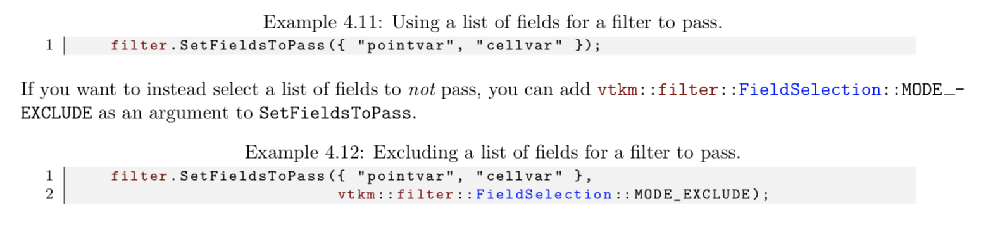 Example 4.11: Using a list of fields for a filter to pass.
1 filter.SetFieldsToPass({ "pointvar", "cellvar" });
If you want to instead select a list of fields to not pass, you can add vtkm::filter::FieldSelection::MODE_-
EXCLUDE as an argument to SetFieldsToPass.
Example 4.12: Excluding a list of fields for a filter to pass.
1 filter.SetFieldsToPass({ "pointvar", "cellvar" },
2 vtkm::filter::FieldSelection::MODE_EXCLUDE);